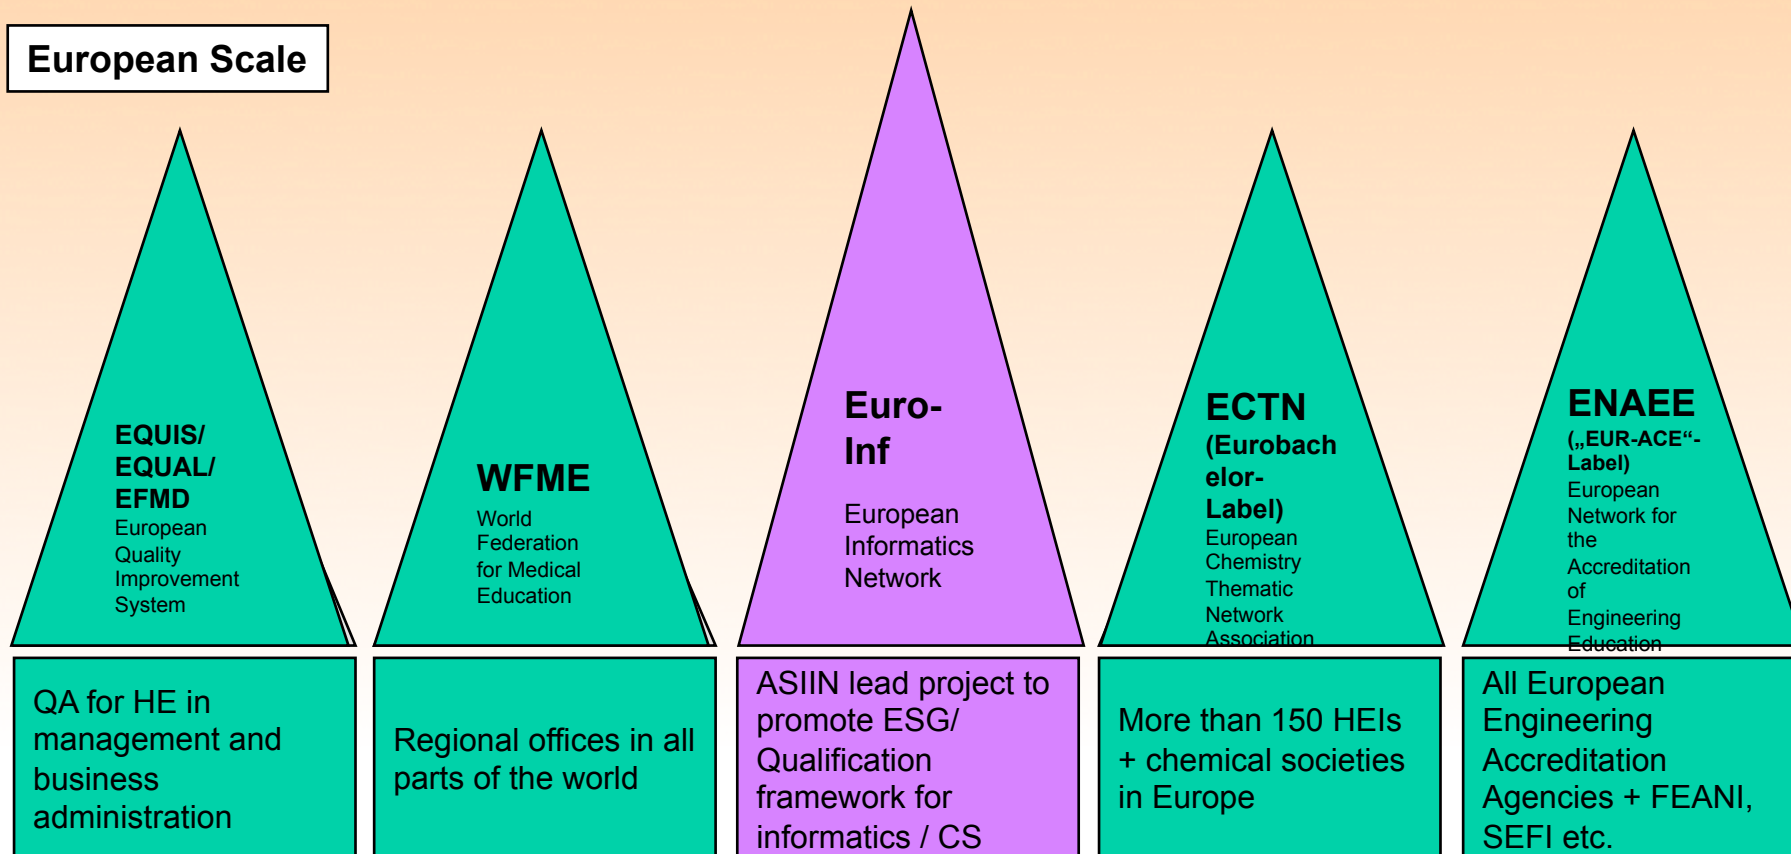 European Scale
EQUIS/
EQUAL/
EFMD
European
Quality
Improvement
System
WFME
World
Federation
for Medical
Education
Euro-
Inf
European
Informatics
Network
ECTN
(Eurobach
elor-
Label)
European
Chemistry
Thematic
Network
Association
ENAEE
(„EUR-ACE“-
Label)
European
Network for
the
Accreditation
of
Engineering
Education
QA for HE in
management and
business
administration
Regional offices in all
parts of the world
ASIIN lead project to
promote ESG/
Qualification
framework for
informatics / CS
More than 150 HEIs
+ chemical societies
in Europe
All European
Engineering
Accreditation
Agencies + FEANI,
SEFI etc.